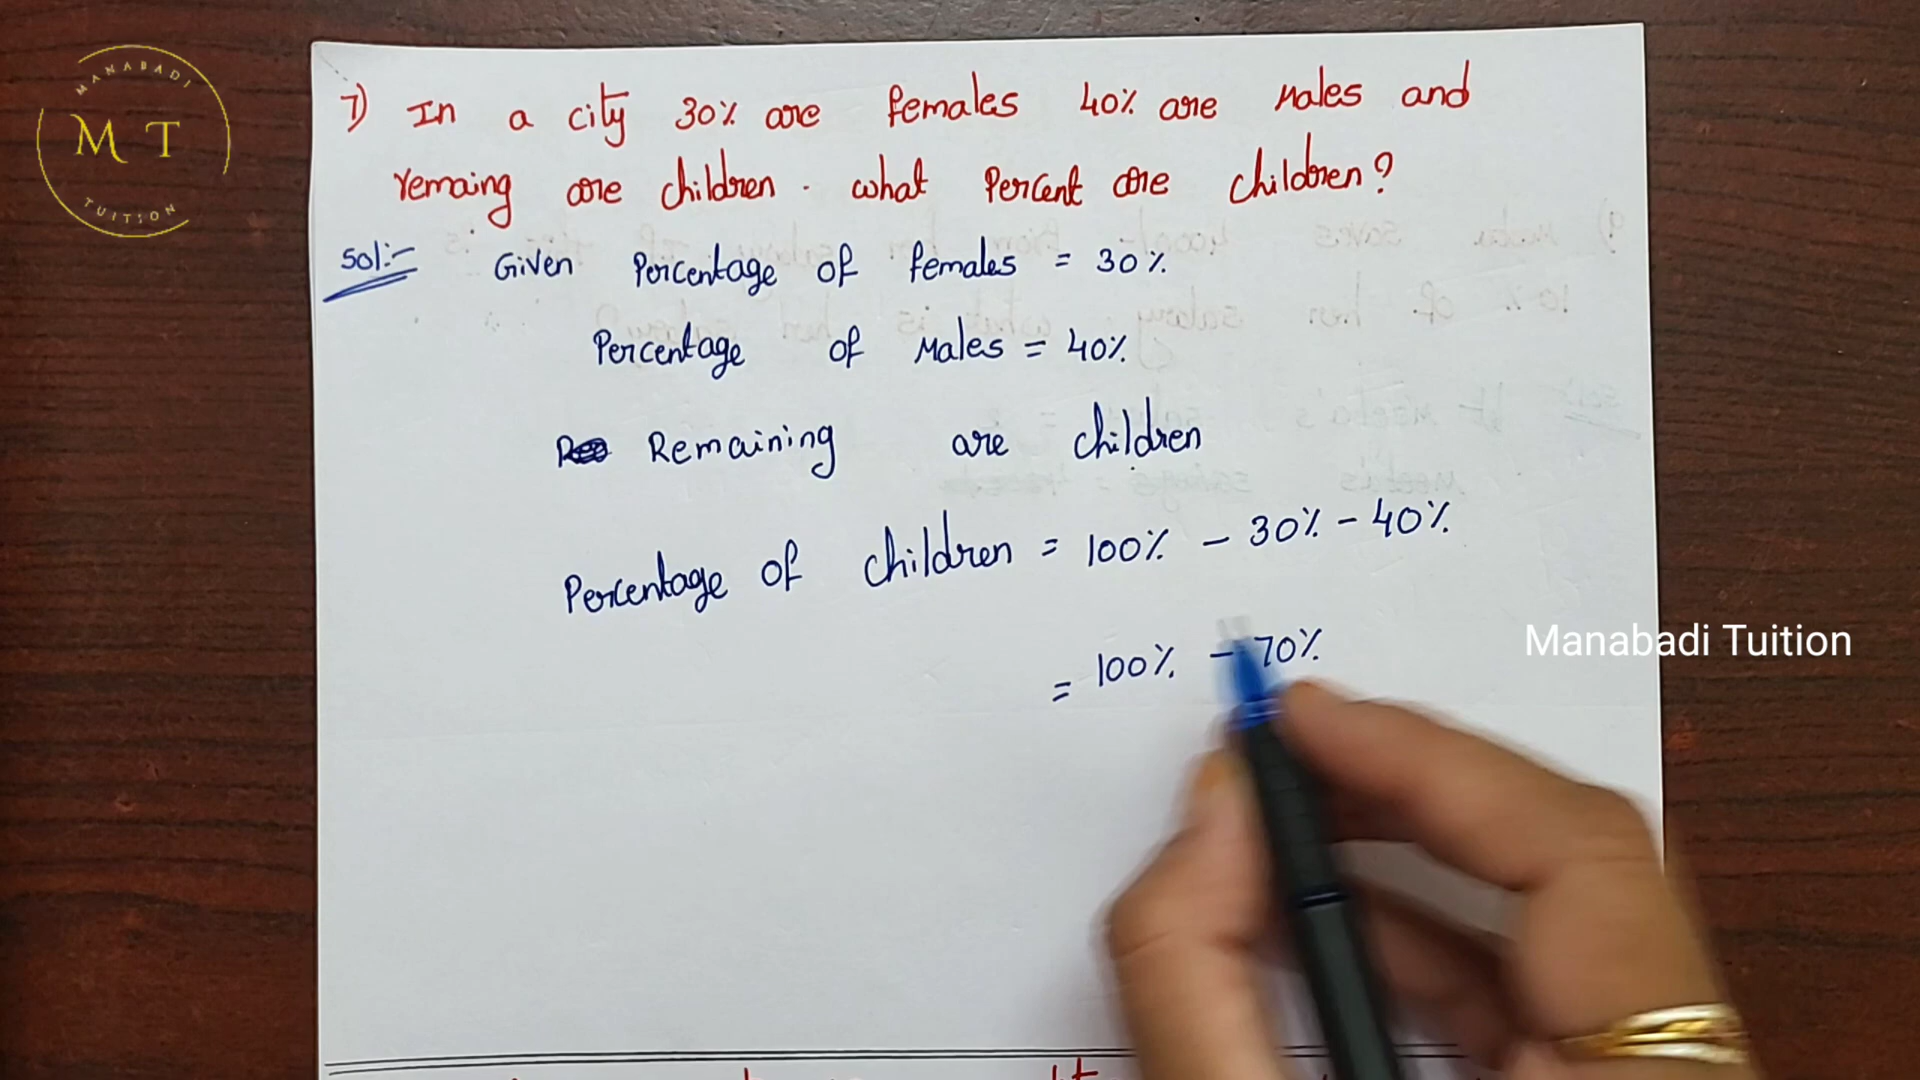 MANABADI
M T
TUITION
7) In a city 30% are females 40% are Males and
remaing are children. what Percent are children?
Sol:- Given Percentage of females = 30%
Percentage of Males = 40%
Remaining are children
Percentage of children = 100% - 30% - 40%
= 100% - 70%
Manabadi Tuition